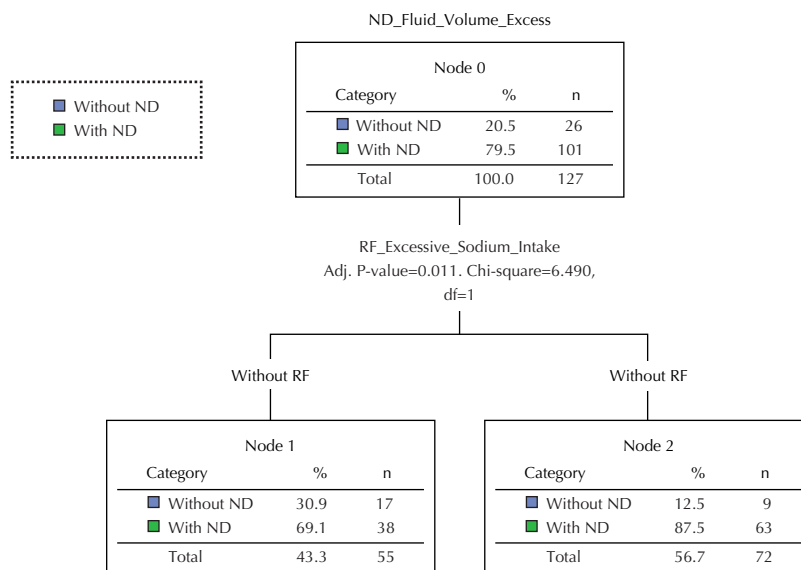 ND_Fluid_Volume_Excess
Without ND
With ND
Node 0
Category % n
Without ND 20.5 26
With ND 79.5 101
Total 100.0 127
RF_Excessive_Sodium_Intake
Adj. P-value=0.011. Chi-square=6.490,
df=1
Without RF
Without RF
Node 1
Category % n
Without ND 30.9 17
With ND 69.1 38
Total 43.3 55
Node 2
Category % n
Without ND 12.5 9
With ND 87.5 63
Total 56.7 72